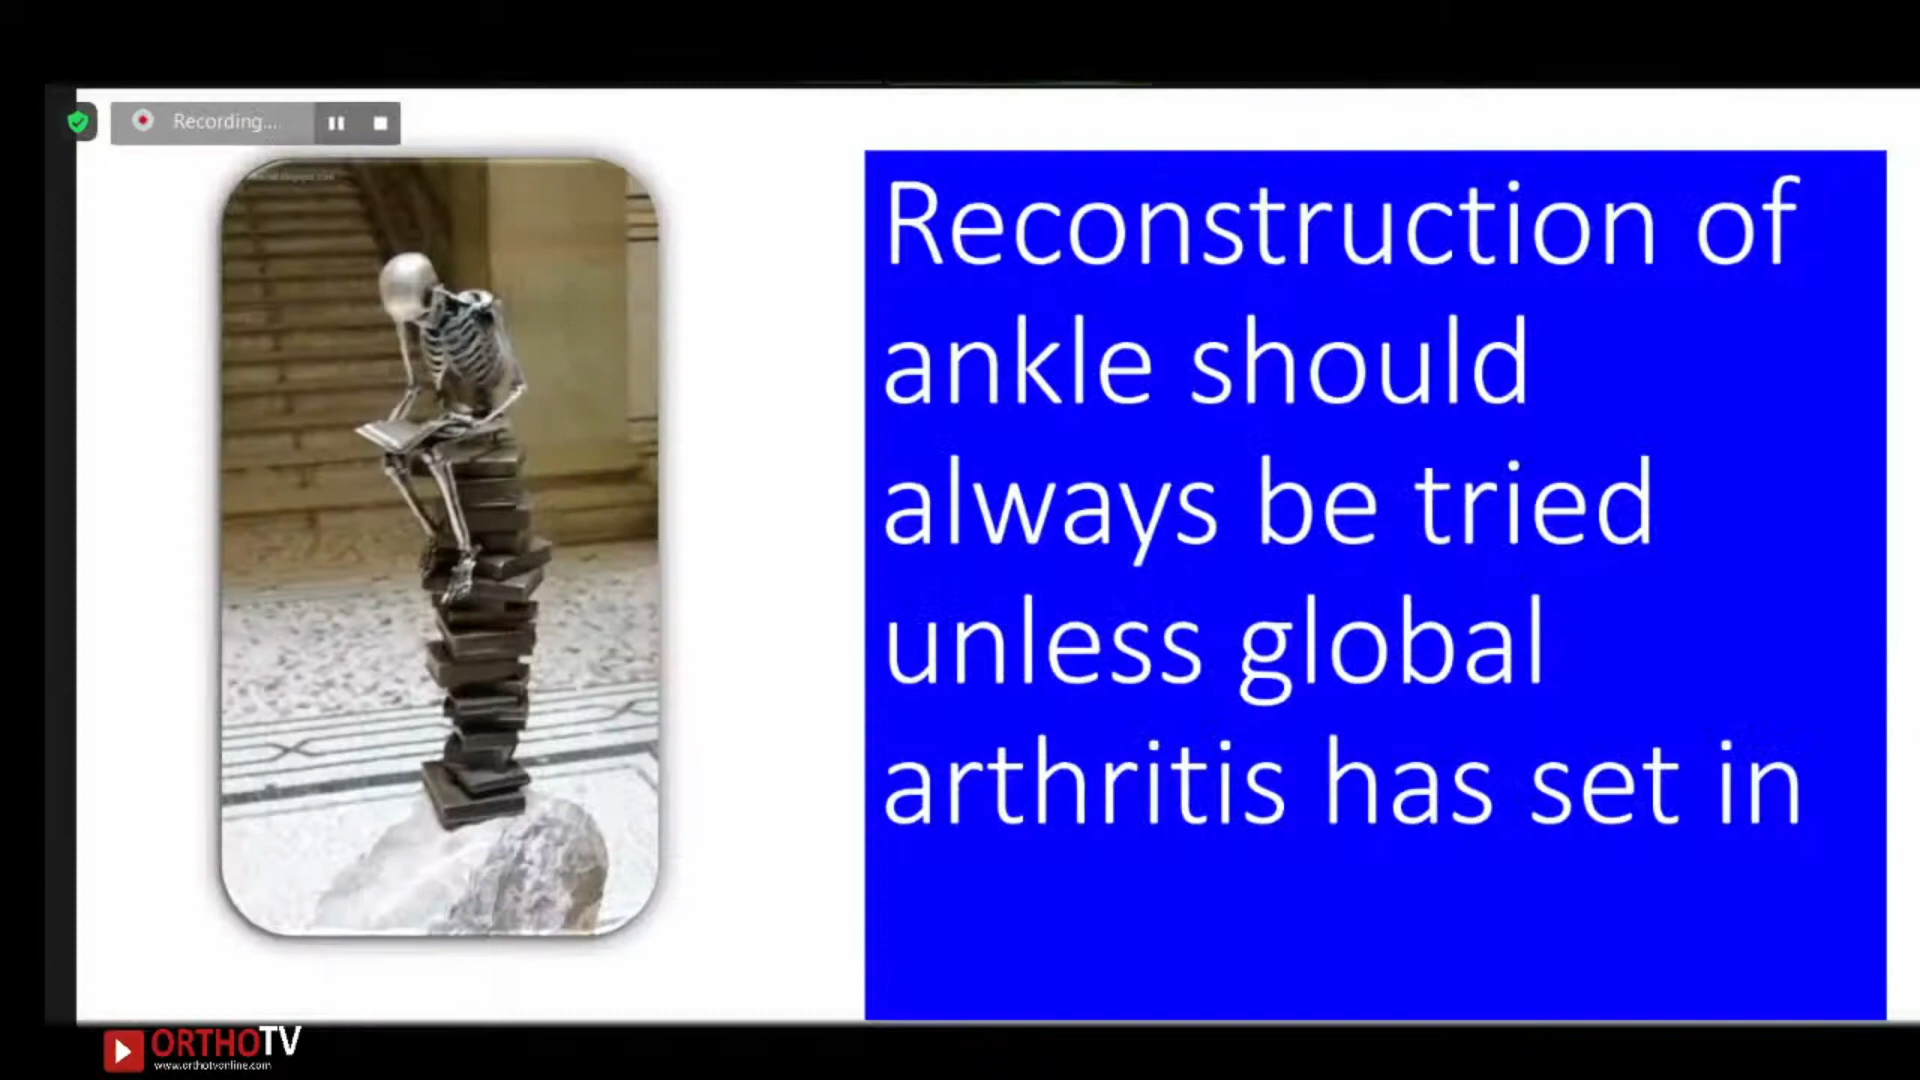 Recording....
Reconstruction of
ankle should
always be tried
unless global
arthritis has set in
ORTHOTV
www.orthotvonline.com